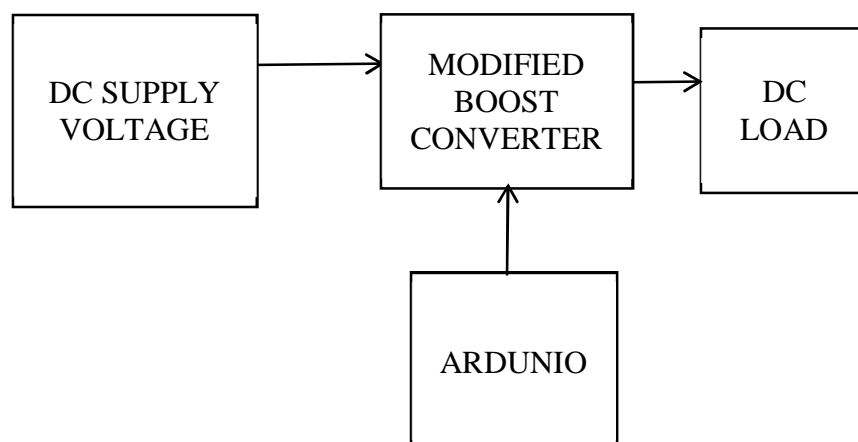 DC SUPPLY
VOLTAGE
MODIFIED
BOOST
CONVERTER
DC
LOAD
ARDUNIO